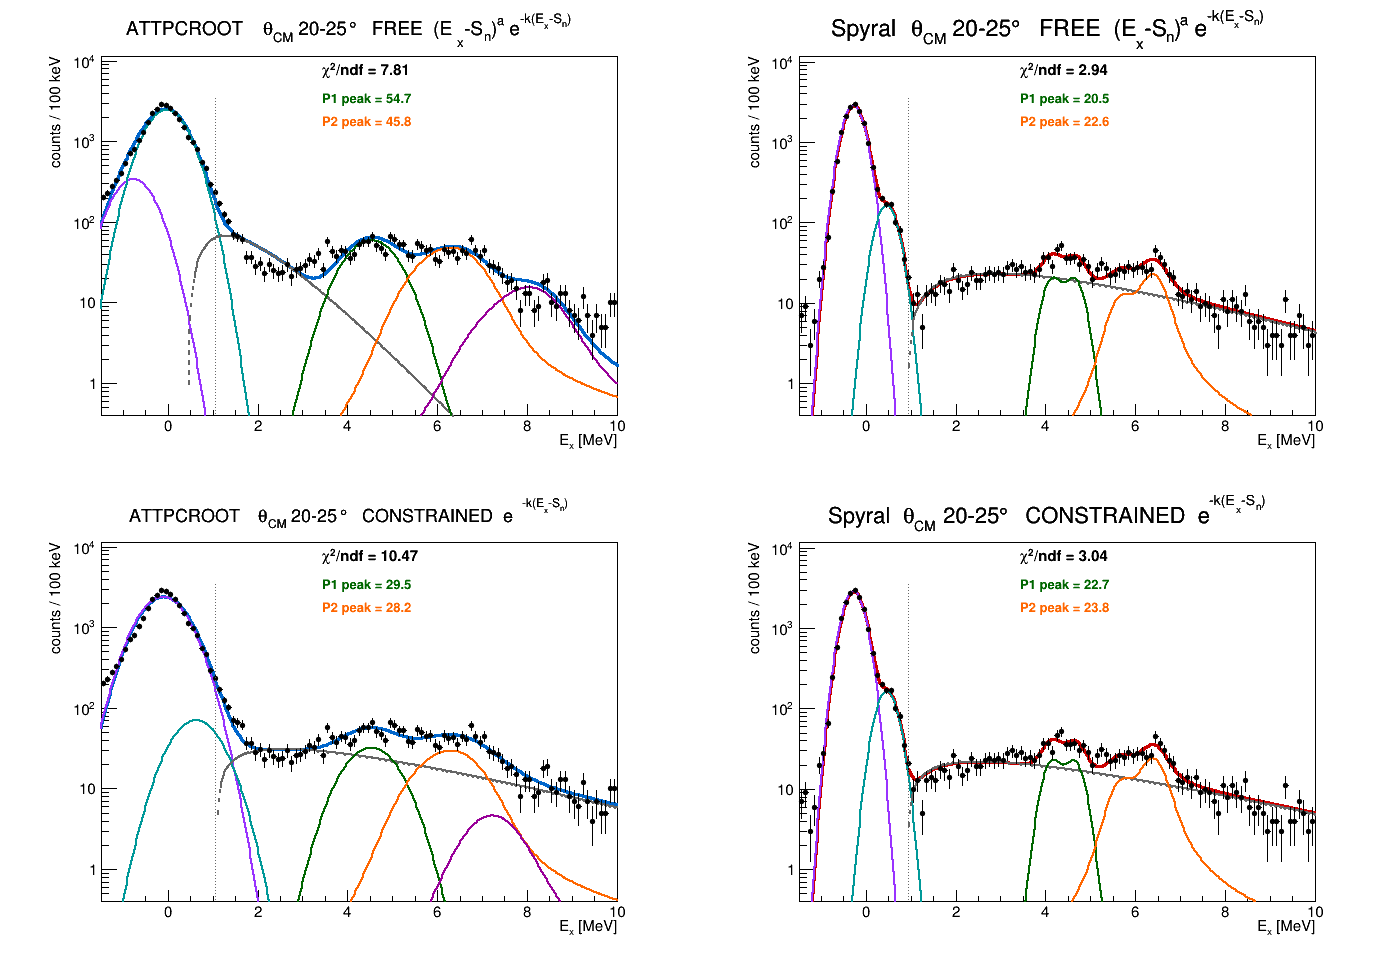 ATTPCROOT θCM 20-25° FREE (Ex-Sn)^a e^-k(Ex-Sn)
counts / 100 keV
χ²/ndf = 7.81
P1 peak = 54.7
P2 peak = 45.8
10⁴
10³
10²
10
1
0 2 4 6 8 10
Ex [MeV]
Spyral θCM 20-25° FREE (Ex-Sn)^a e^-k(Ex-Sn)
counts / 100 keV
χ²/ndf = 2.94
P1 peak = 20.5
P2 peak = 22.6
10⁴
10³
10²
10
1
0 2 4 6 8 10
Ex [MeV]
ATTPCROOT θCM 20-25° CONSTRAINED e^-k(Ex-Sn)
counts / 100 keV
χ²/ndf = 10.47
P1 peak = 29.5
P2 peak = 28.2
10⁴
10³
10²
10
1
0 2 4 6 8 10
Ex [MeV]
Spyral θCM 20-25° CONSTRAINED e^-k(Ex-Sn)
counts / 100 keV
χ²/ndf = 3.04
P1 peak = 22.7
P2 peak = 23.8
10⁴
10³
10²
10
1
0 2 4 6 8 10
Ex [MeV]